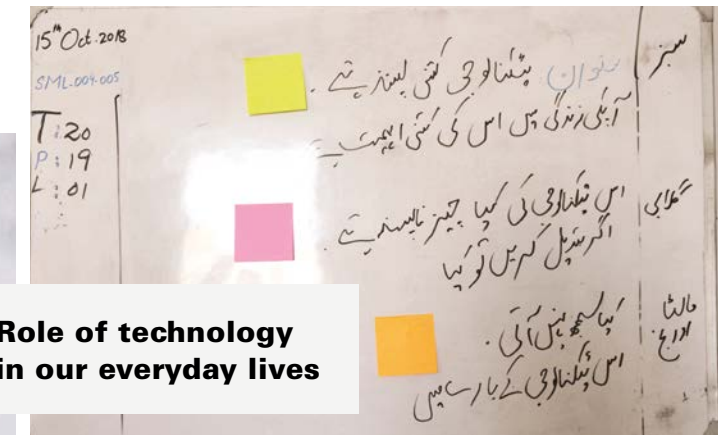 15th Oct. 2018
SML-004-005
T: 20
P: 19
L: 01
سبز
عنوان ٹیکنالوجی کتنی پسند ہے .
آپکی زندگی میں اس کی کتنی اہمیت ہے
گلابی
اس ٹیکنالوجی کی کیا چیز ناپسند ہے .
اگر تبدیل کریں تو کیا
مالٹا
اورنج
کیا سمجھ نہیں آتی .
اس ٹیکنالوجی کے بارے میں
Role of technology
in our everyday lives